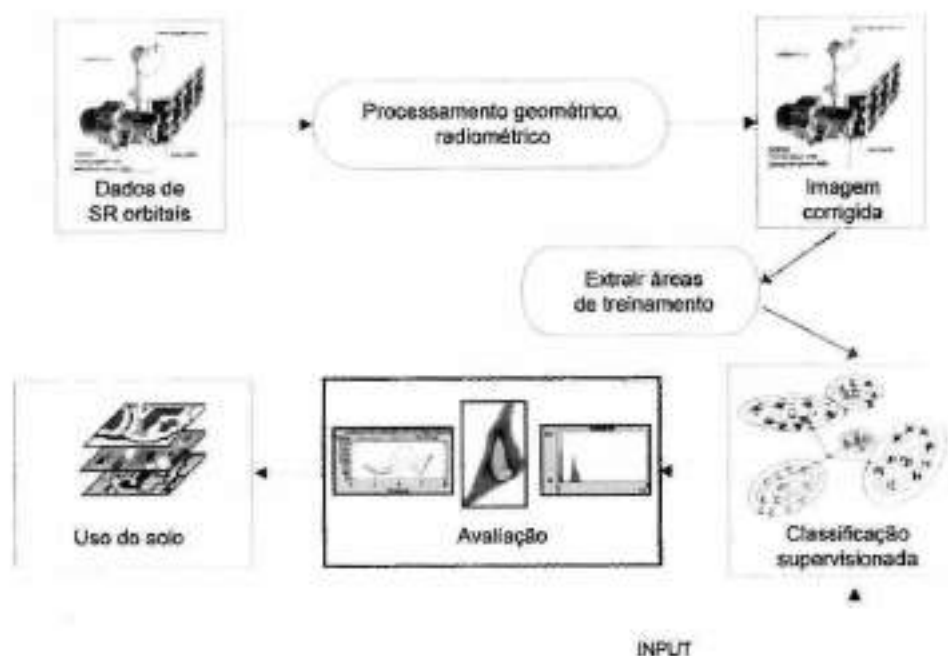 Processamento geométrico,
radiométrico
Dados de
SR orbitais
Imagem
corrigida
Extrair áreas
de treinamento
Uso do solo
Avaliação
Classificação
supervisionada
INPUT